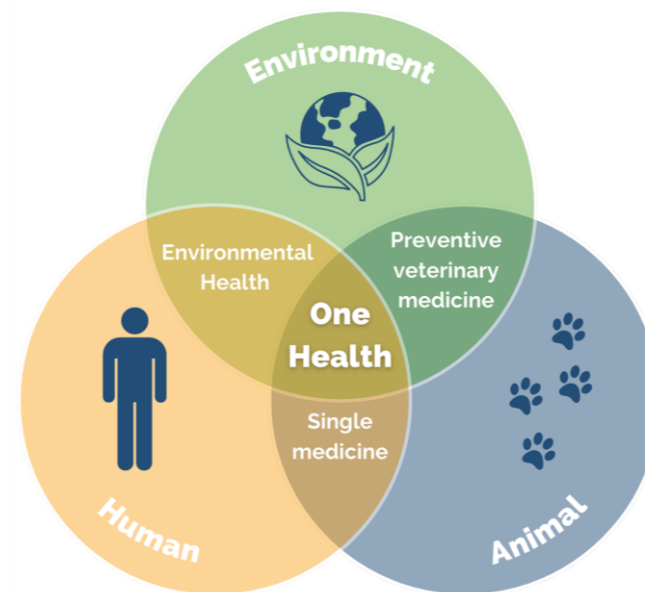 Environment
Environmental
Health
Preventive
veterinary
medicine
One
Health
Single
medicine
Human
Animal